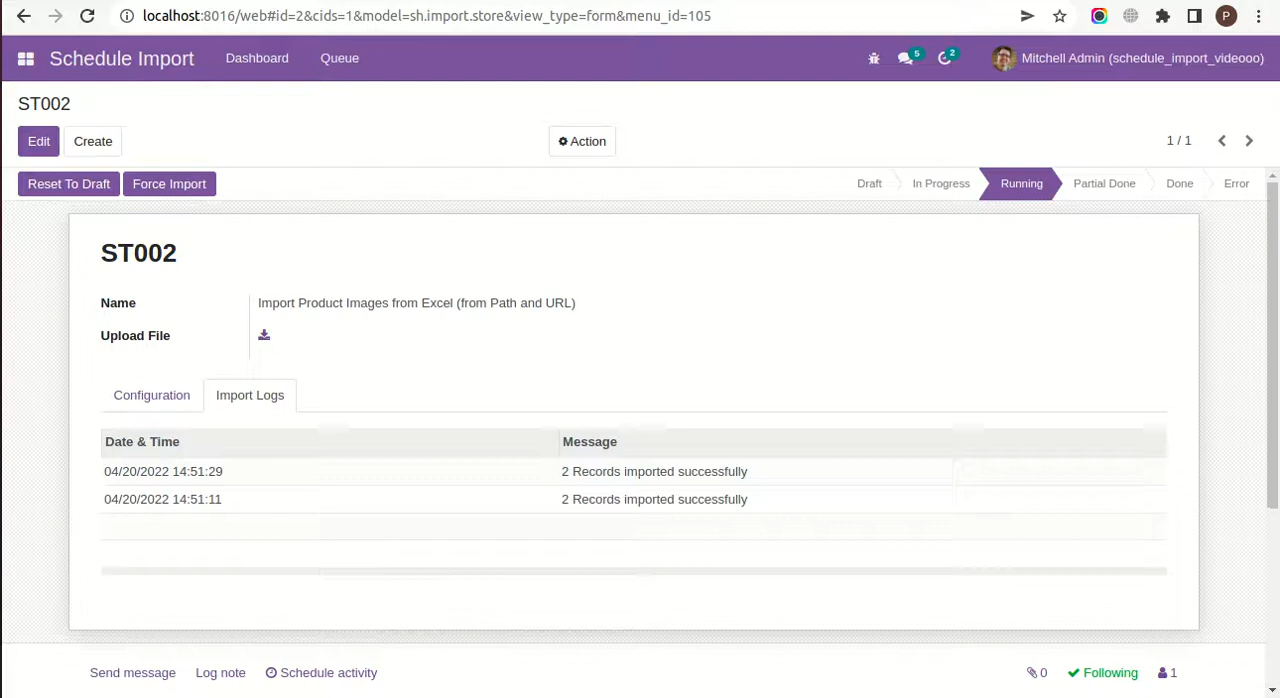 localhost:8016/web#id=2&cids=1&model=sh.import.store&view_type=form&menu_id=105
P
Schedule Import Dashboard Queue 5 2 Mitchell Admin (schedule_import_videooo)
ST002
Edit Create Action 1 / 1
Reset To Draft Force Import Draft In Progress Running Partial Done Done Error
ST002
Name Import Product Images from Excel (from Path and URL)
Upload File
Configuration Import Logs
Date & Time Message
04/20/2022 14:51:29 2 Records imported successfully
04/20/2022 14:51:11 2 Records imported successfully
Send message Log note Schedule activity 0 Following 1